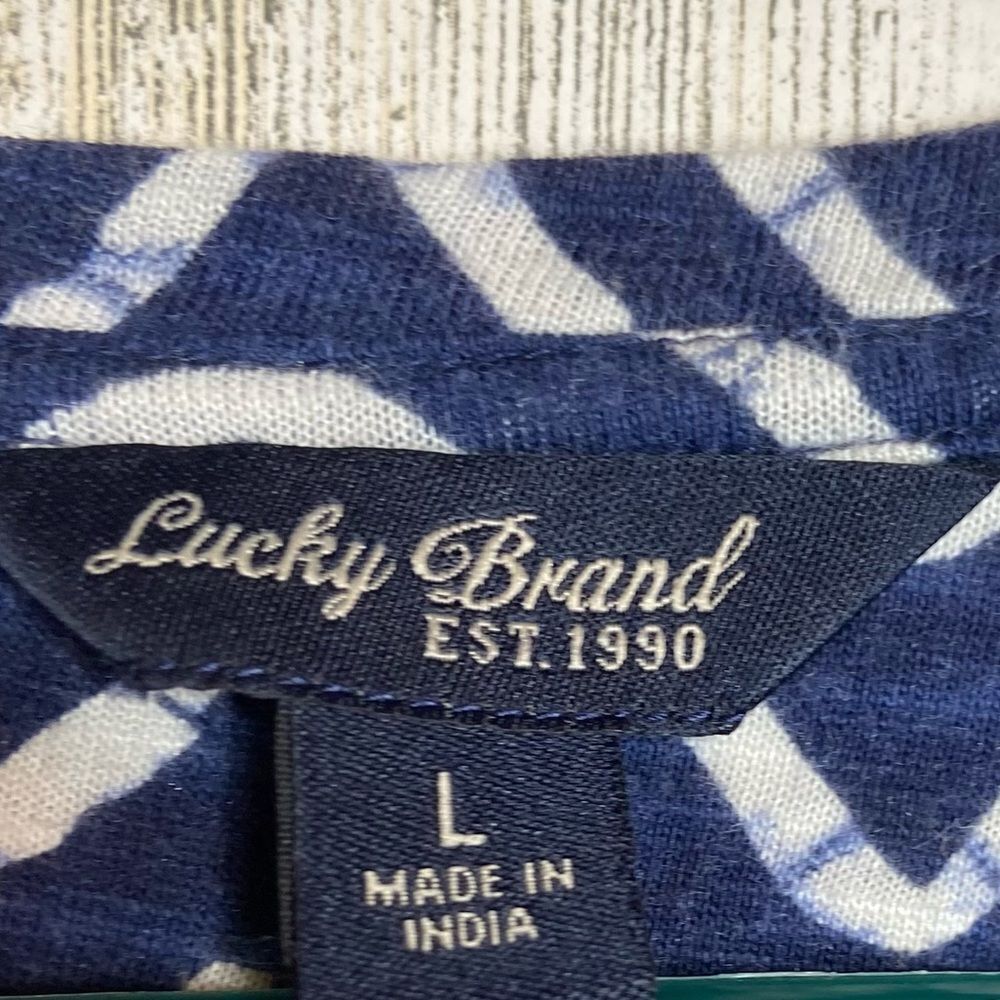 Lucky Brand
EST. 1990
L
MADE IN
INDIA